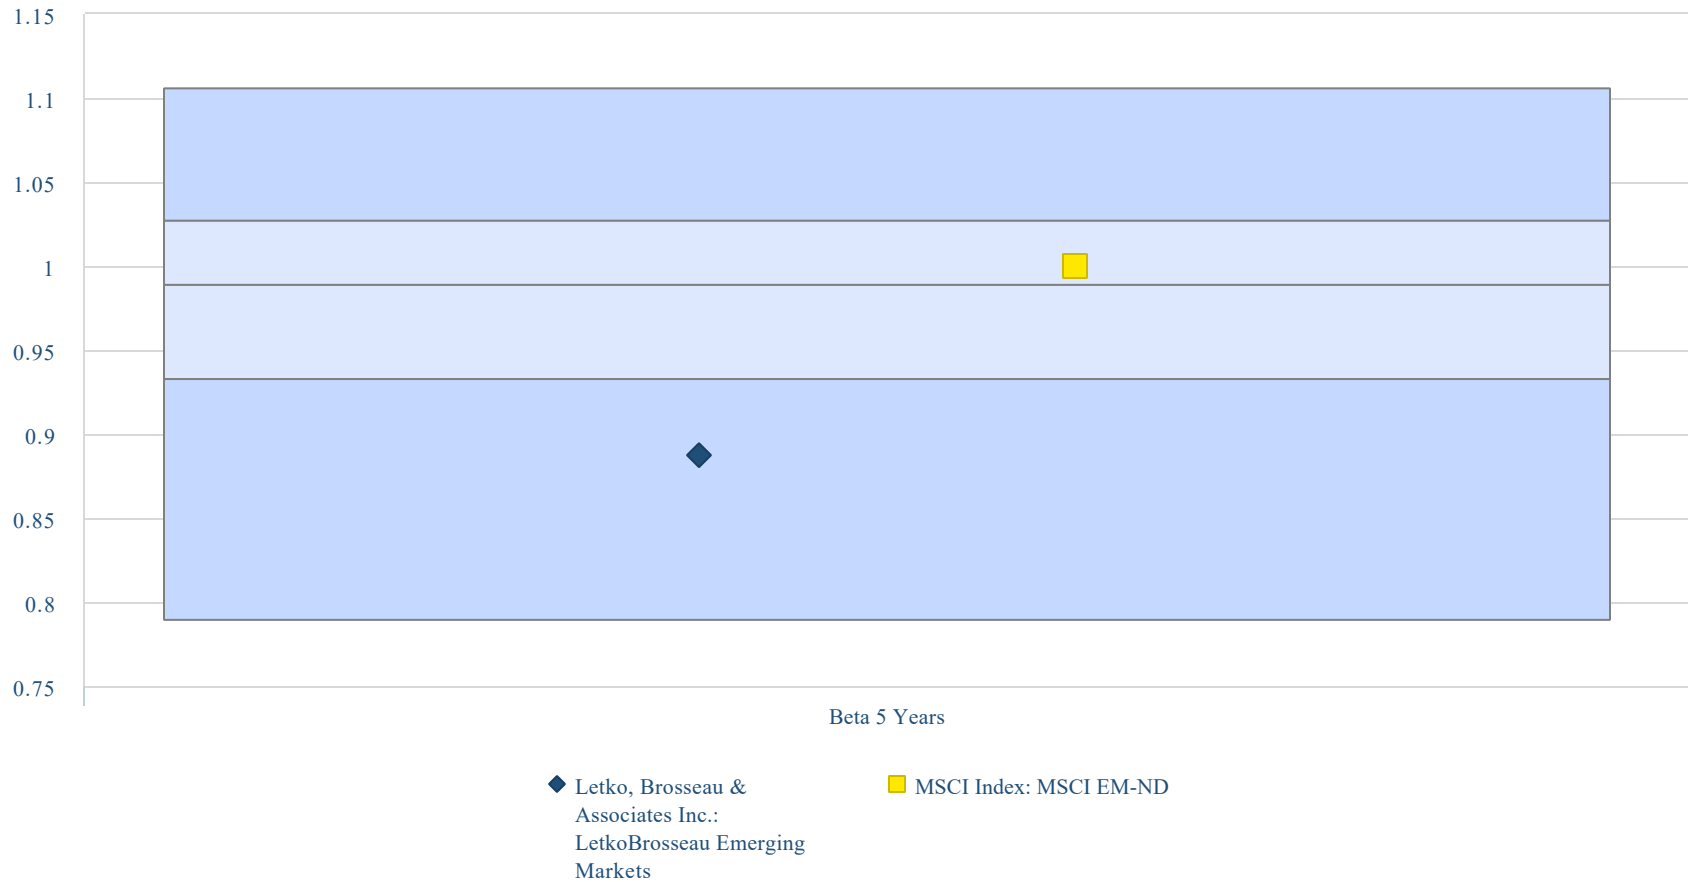 1.15
1.1
1.05
1
0.95
0.9
0.85
0.8
0.75
Beta 5 Years
Letko, Brosseau &
Associates Inc.:
LetkoBrosseau Emerging
Markets
MSCI Index: MSCI EM-ND